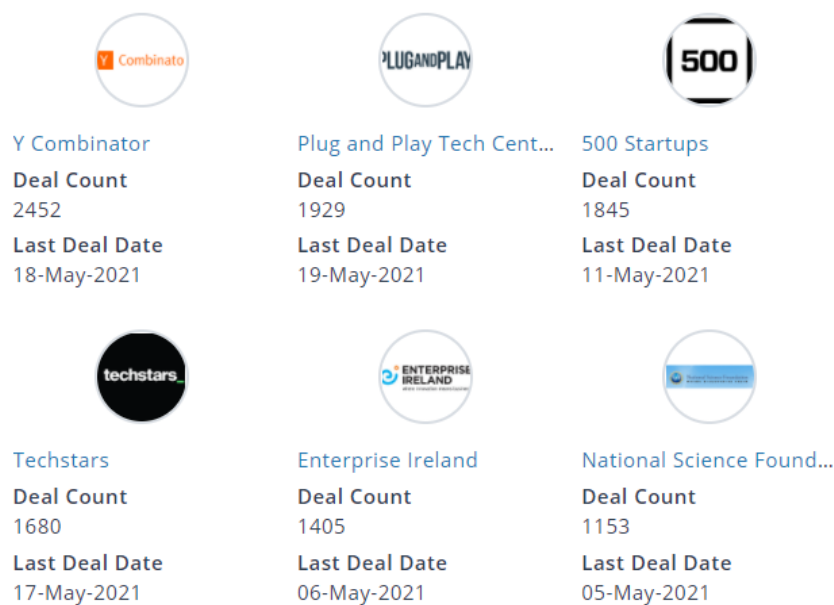 Y Combinato
PLUGANDPLAY
500
Y Combinator
Plug and Play Tech Cent...
500 Startups
Deal Count
Deal Count
Deal Count
2452
1929
1845
Last Deal Date
Last Deal Date
Last Deal Date
18-May-2021
19-May-2021
11-May-2021
techstars_
ENTERPRISE
IRELAND
Techstars
Enterprise Ireland
National Science Found...
Deal Count
Deal Count
Deal Count
1680
1405
1153
Last Deal Date
Last Deal Date
Last Deal Date
17-May-2021
06-May-2021
05-May-2021